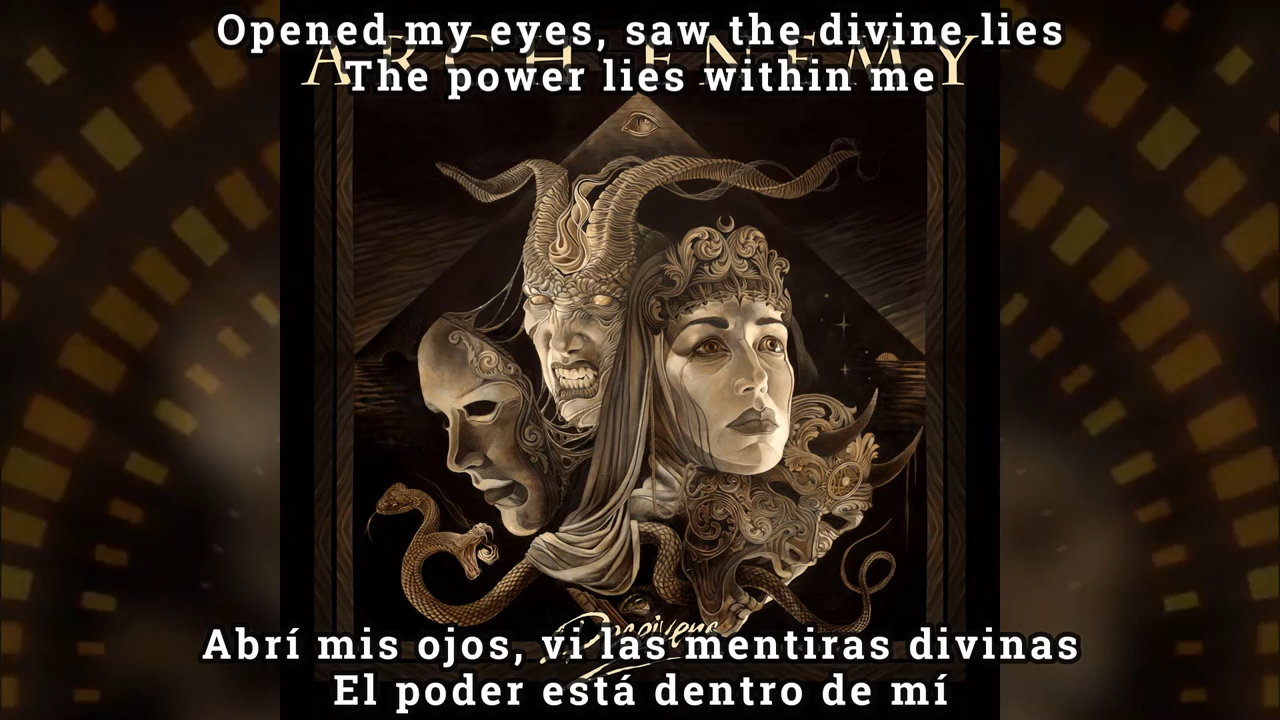 Opened my eyes, saw the divine lies
ARCH ENEMY
The power lies within me
Deceivers
Abrí mis ojos, vi las mentiras divinas
El poder está dentro de mí